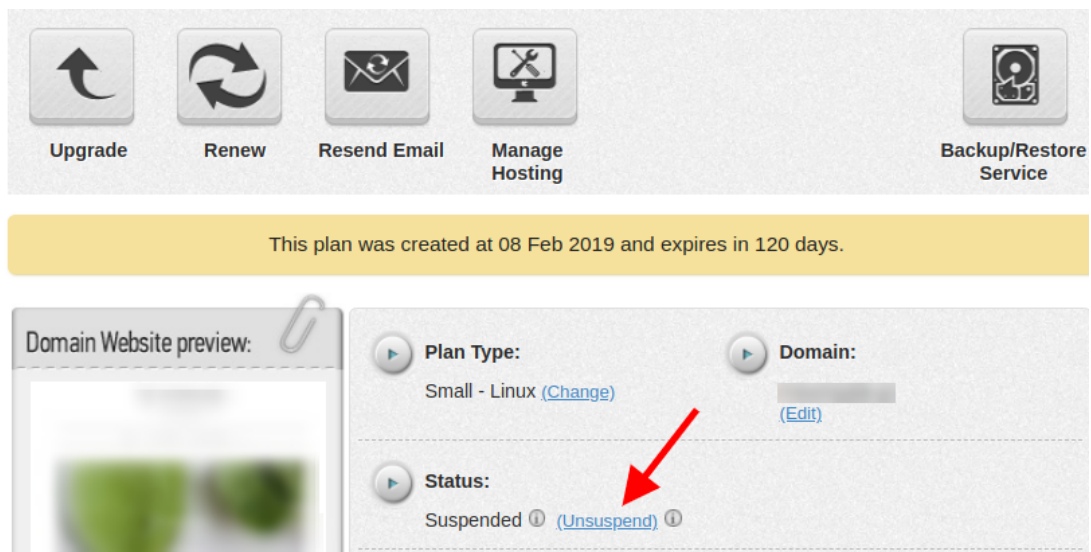 Upgrade
Renew
Resend Email
Manage
Hosting
Backup/Restore
Service
This plan was created at 08 Feb 2019 and expires in 120 days.
Domain Website preview:
Plan Type:
Small - Linux (Change)
Domain:
(Edit)
Status:
Suspended (Unsuspend)